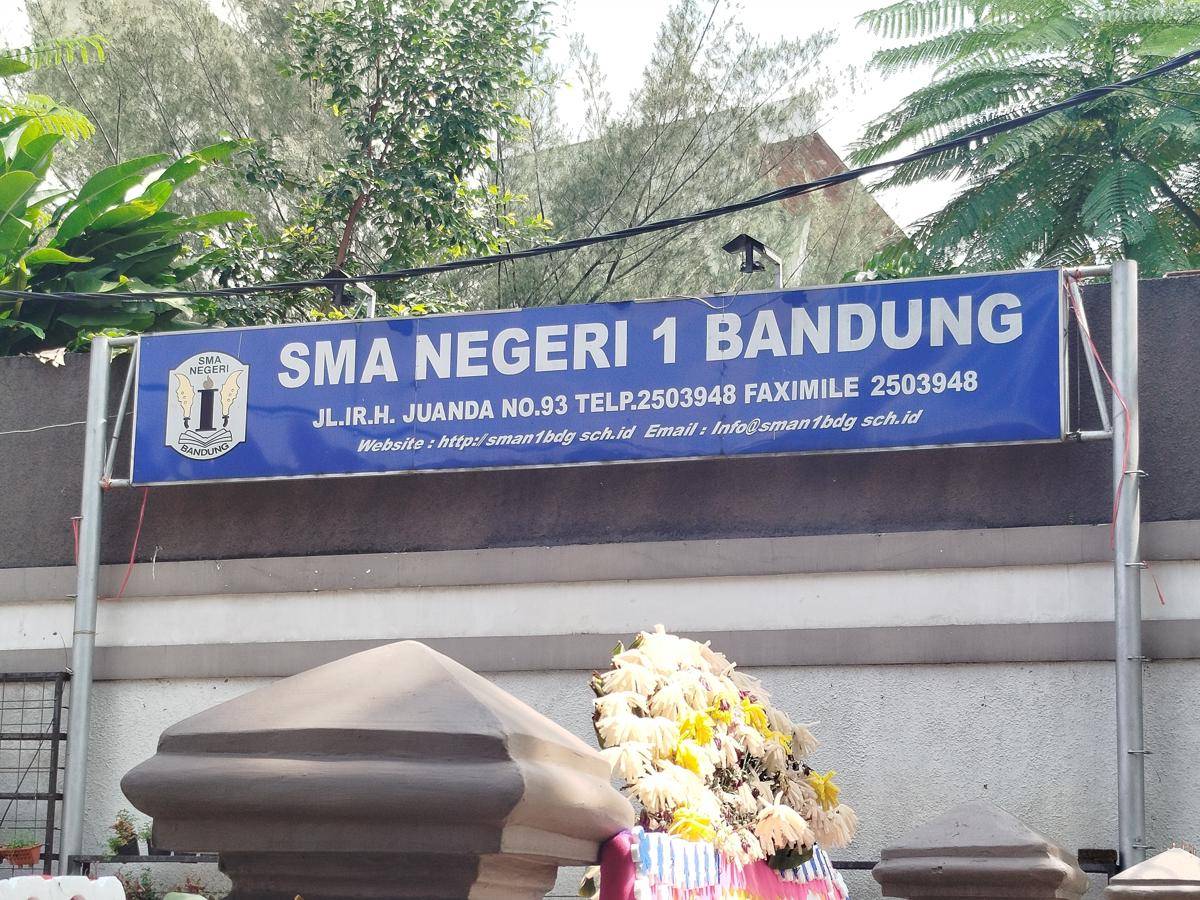 SMA
NEGERI
1
BANDUNG
SMA NEGERI 1 BANDUNG
JL.IR.H. JUANDA NO.93 TELP.2503948 FAXIMILE 2503948
Website : http:/sman1bdg sch.id Email : Info@sman1bdg sch.id